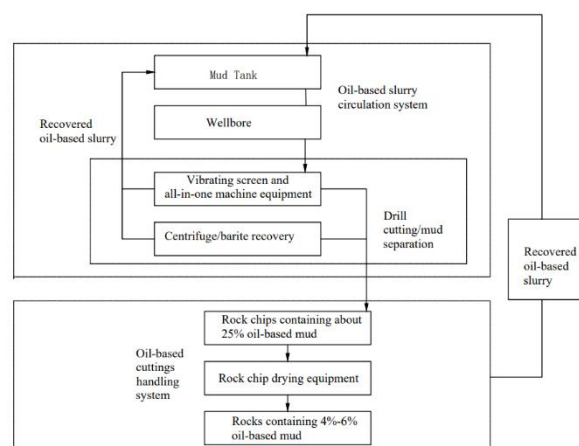 Mud Tank
Oil-based slurry
circulation system
Recovered
oil-based slurry
Wellbore
Vibrating screen and
all-in-one machine equipment
Drill
cutting/mud
separation
Centrifuge/barite recovery
Recovered
oil-based
slurry
Rock chips containing about
25% oil-based mud
Oil-based
cuttings
handling
system
Rock chip drying equipment
Rocks containing 4%-6%
oil-based mud